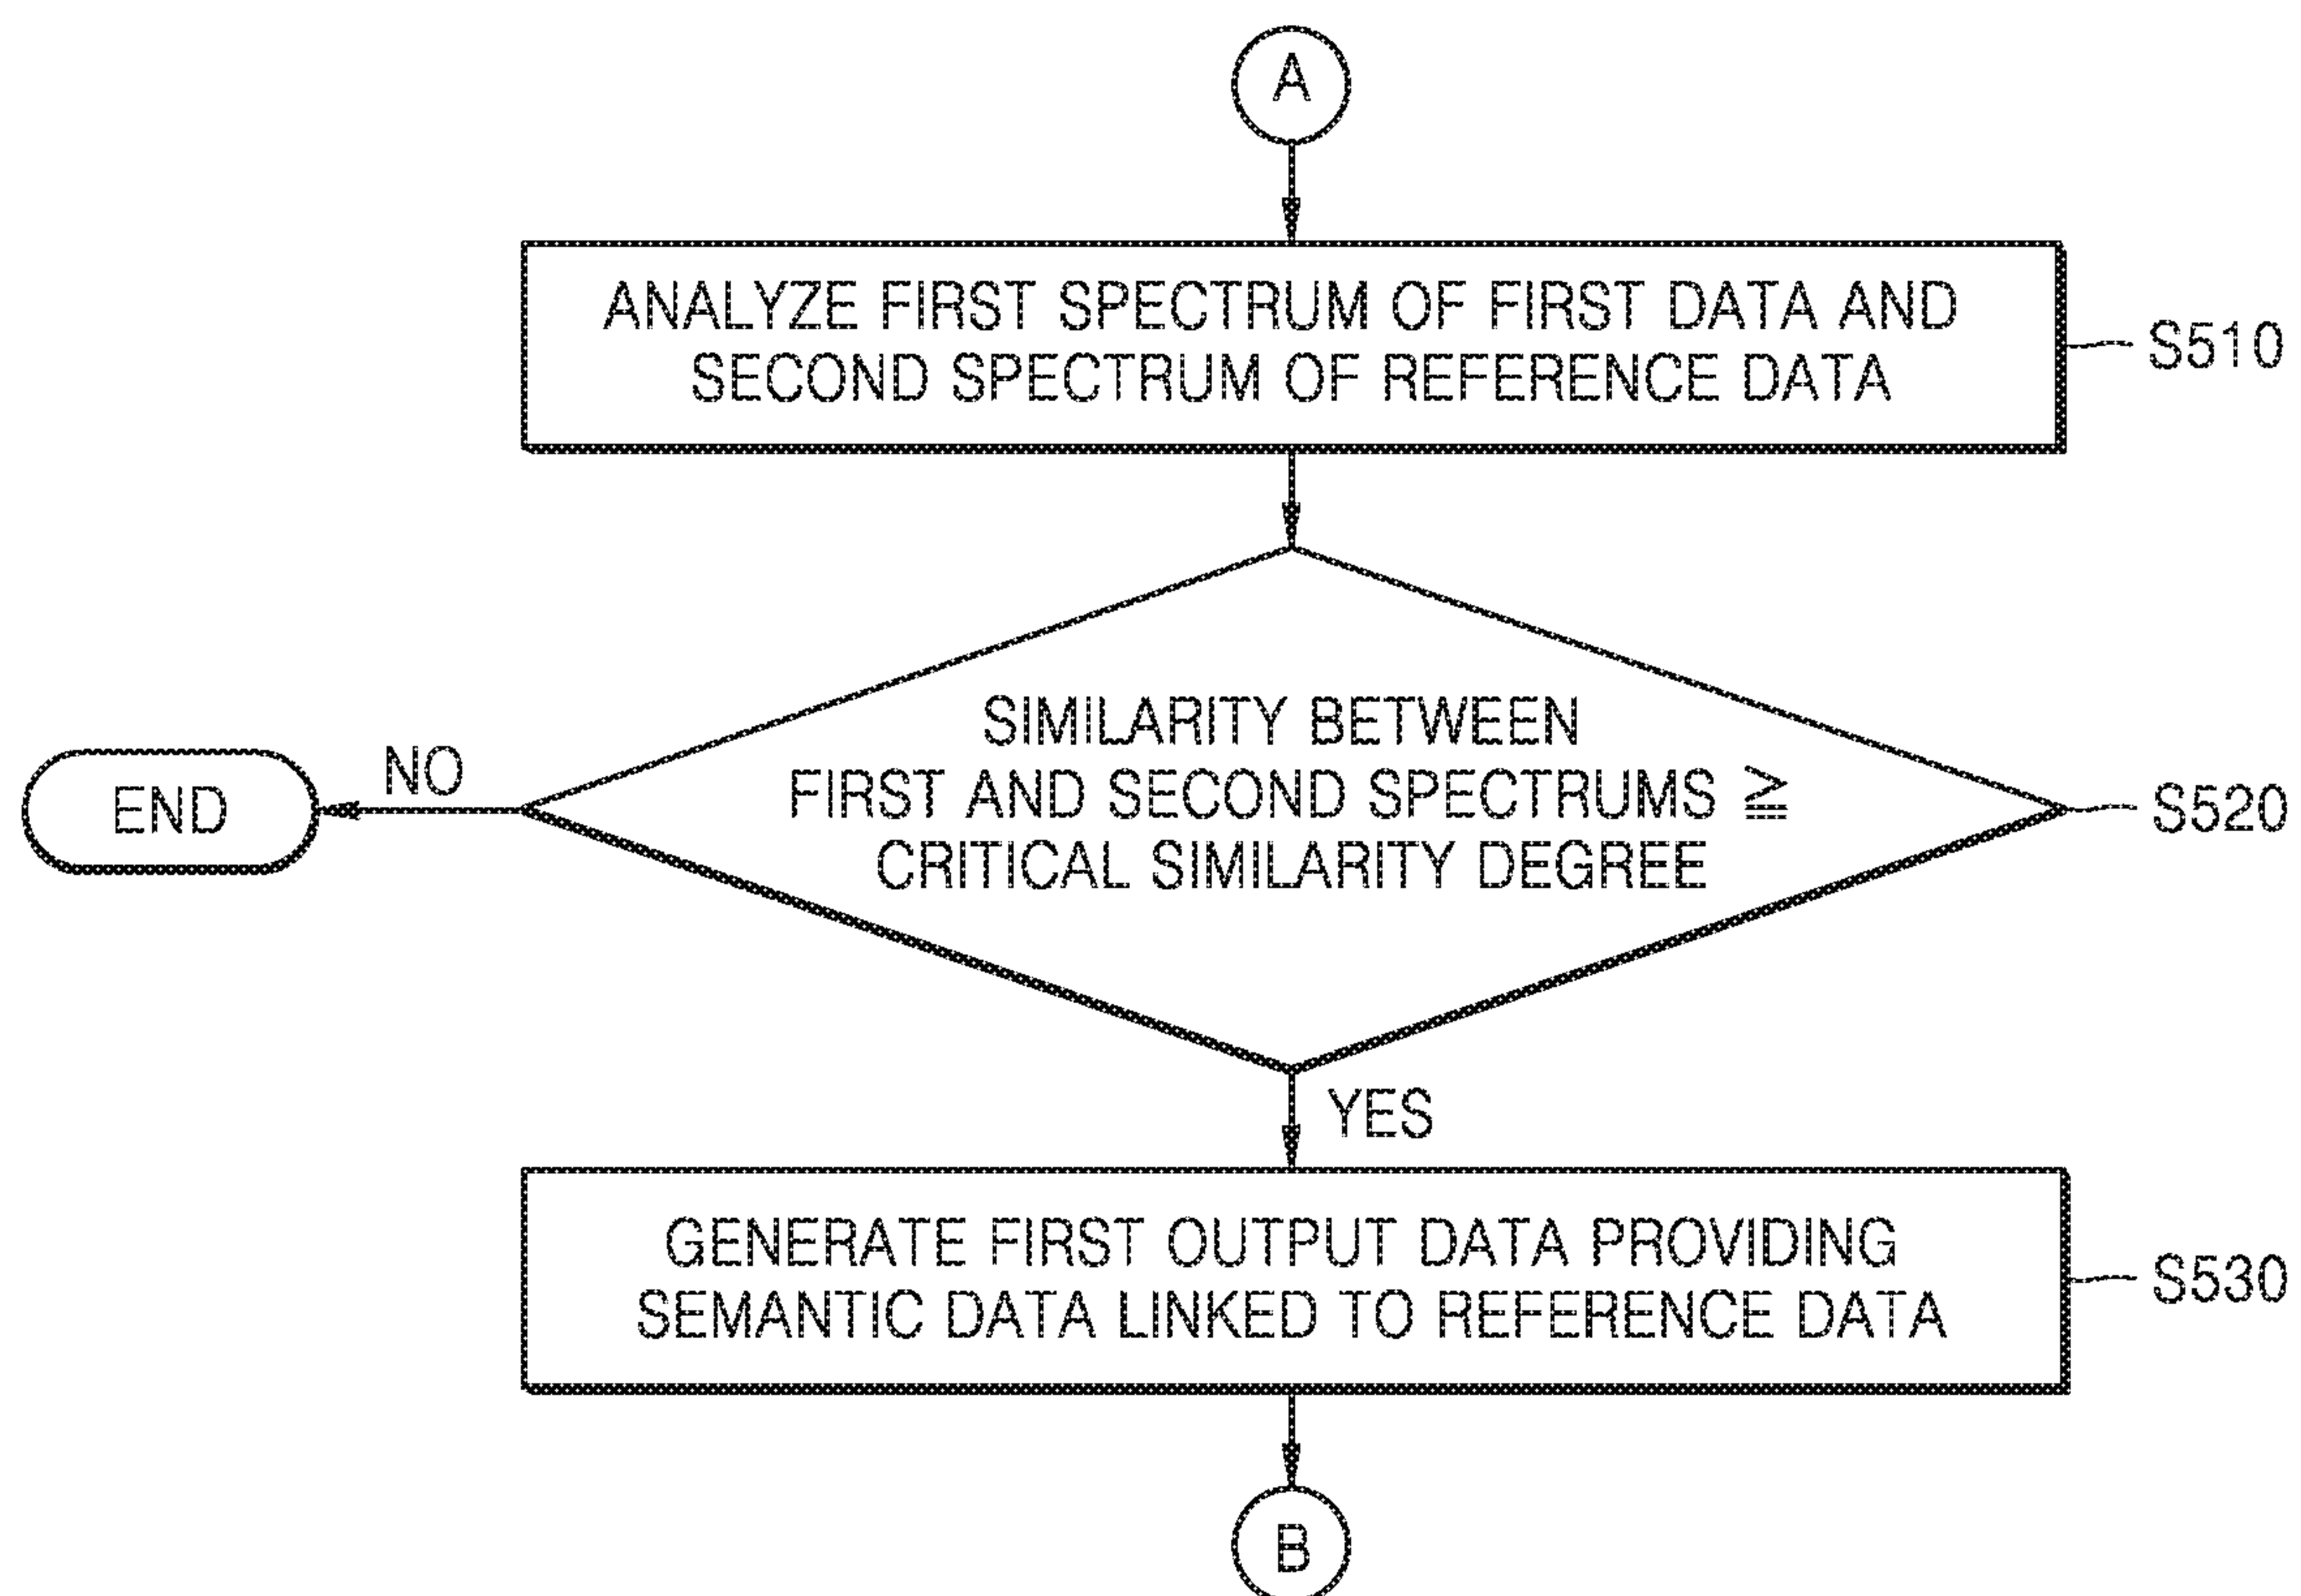 A
ANALYZE FIRST SPECTRUM OF FIRST DATA AND
SECOND SPECTRUM OF REFERENCE DATA
S510
SIMILARITY BETWEEN
FIRST AND SECOND SPECTRUMS ≧
CRITICAL SIMILARITY DEGREE
S520
NO
END
YES
GENERATE FIRST OUTPUT DATA PROVIDING
SEMANTIC DATA LINKED TO REFERENCE DATA
S530
B